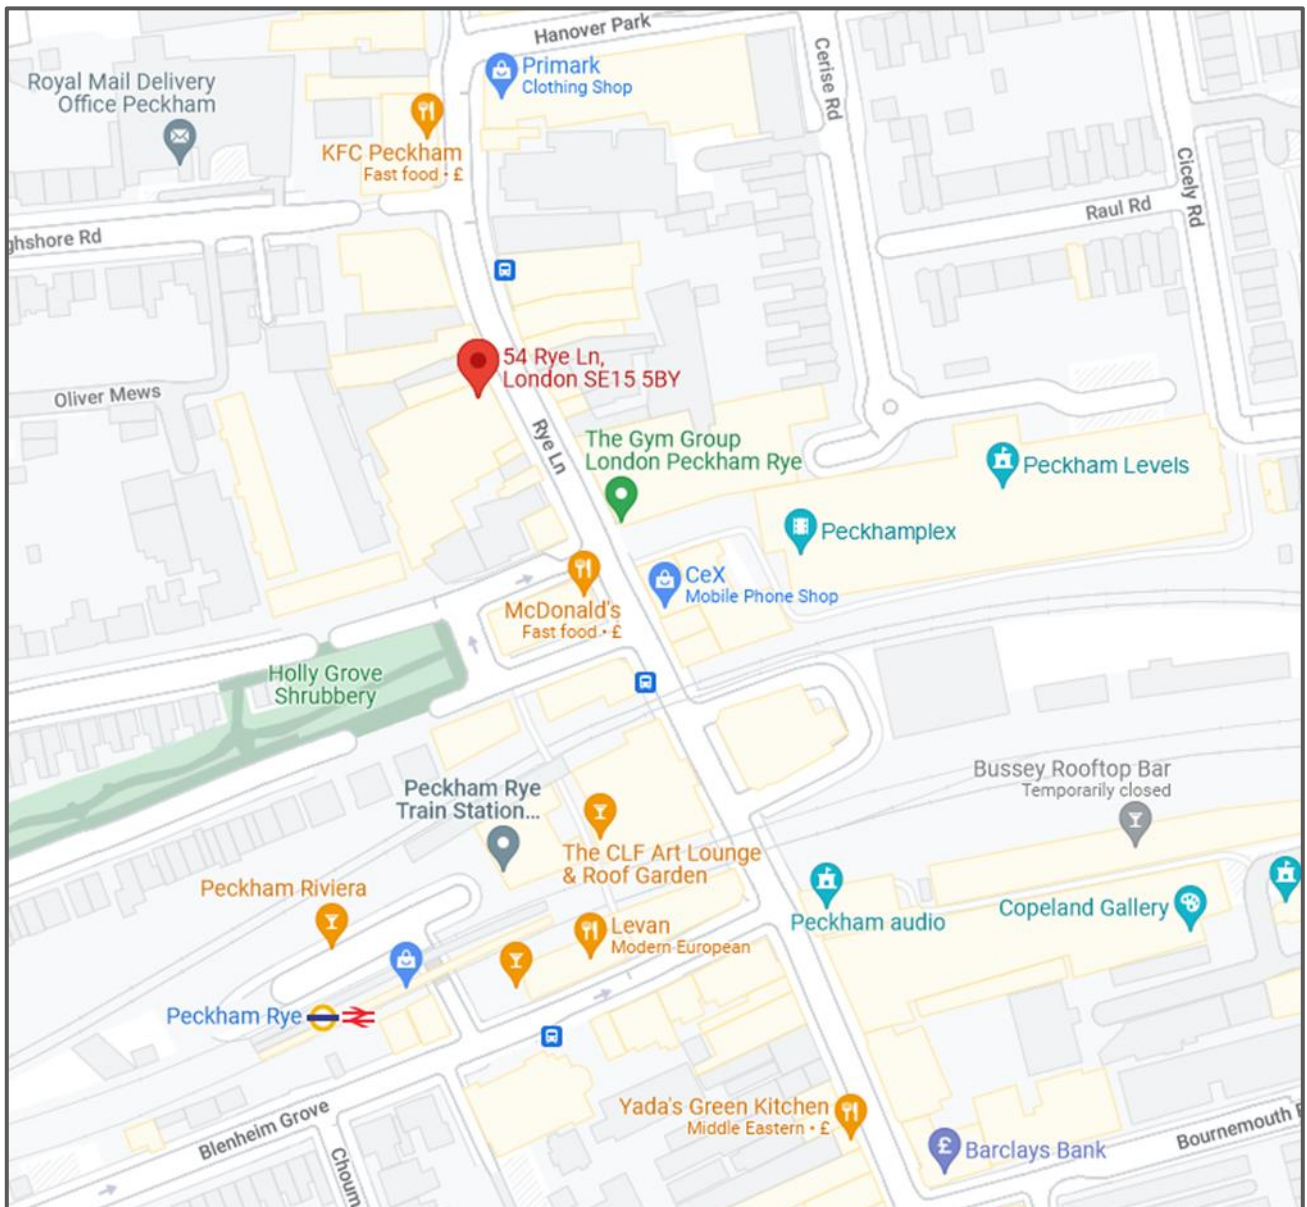 Hanover Park
Primark
Clothing Shop
Cerise Rd
Royal Mail Delivery
Office Peckham
KFC Peckham
Fast food • £
Cicely Rd
Raul Rd
ghshore Rd
54 Rye Ln,
London SE15 5BY
Oliver Mews
Rye Ln
The Gym Group
London Peckham Rye
Peckham Levels
Peckhamplex
CeX
Mobile Phone Shop
McDonald's
Fast food • £
Holly Grove
Shrubbery
Peckham Rye
Train Station...
Bussey Rooftop Bar
Temporarily closed
The CLF Art Lounge
& Roof Garden
Peckham Riviera
Copeland Gallery
Peckham audio
Levan
Modern European
Peckham Rye
Yada's Green Kitchen
Middle Eastern • £
Blenheim Grove
Choum
Barclays Bank
£
Bournemouth